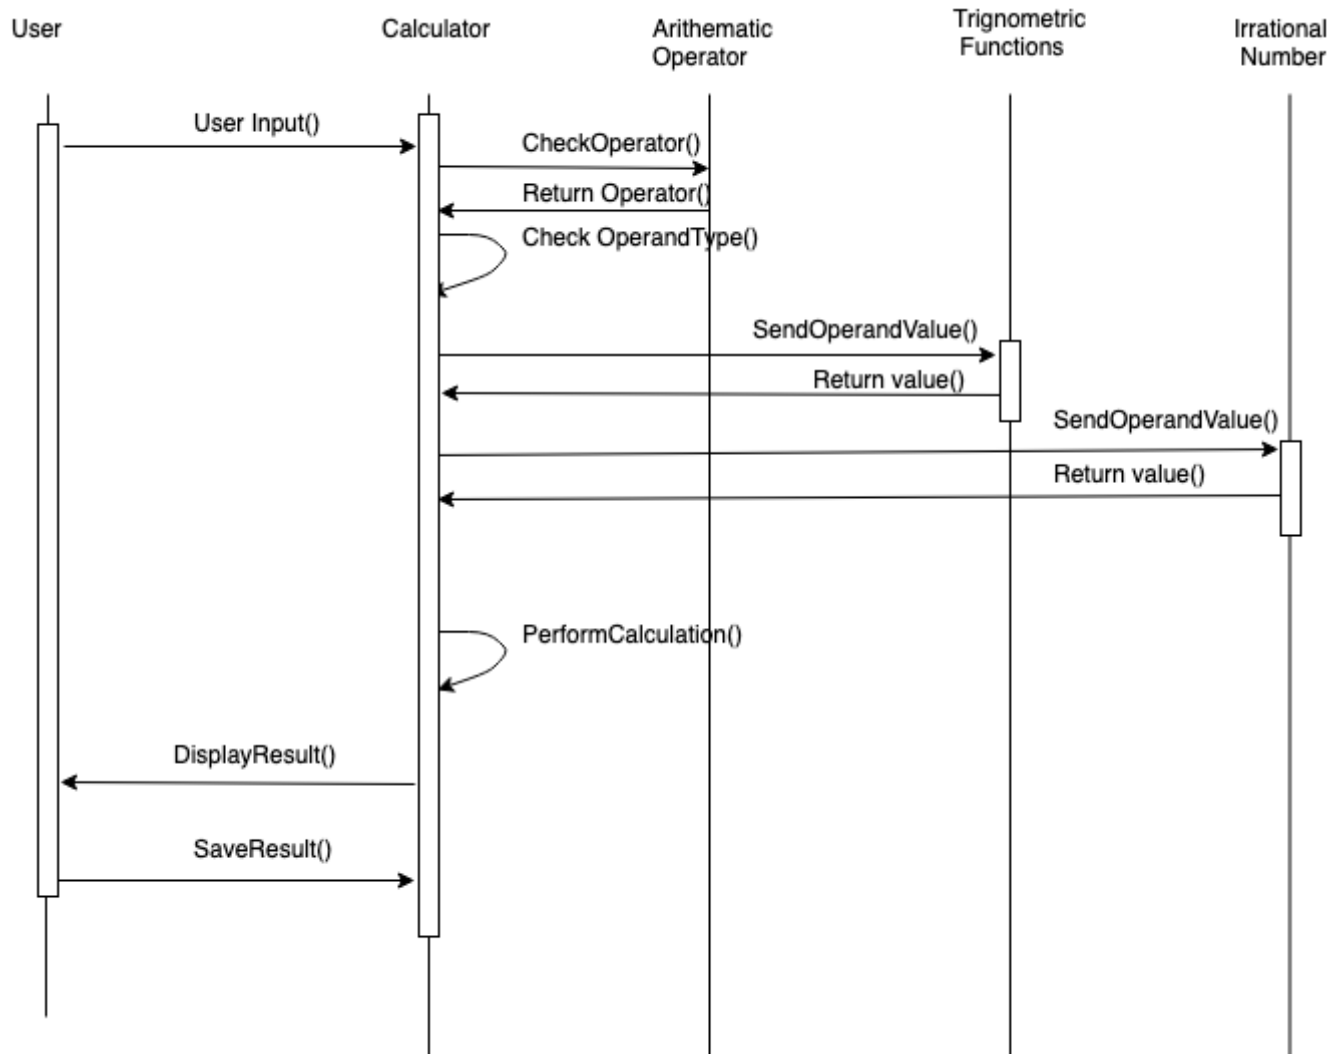 User
Calculator
Arithematic
Operator
Trignometric
Functions
Irrational
Number
User Input()
CheckOperator()
Return Operator()
Check OperandType()
SendOperandValue()
Return value()
SendOperandValue()
Return value()
PerformCalculation()
DisplayResult()
SaveResult()